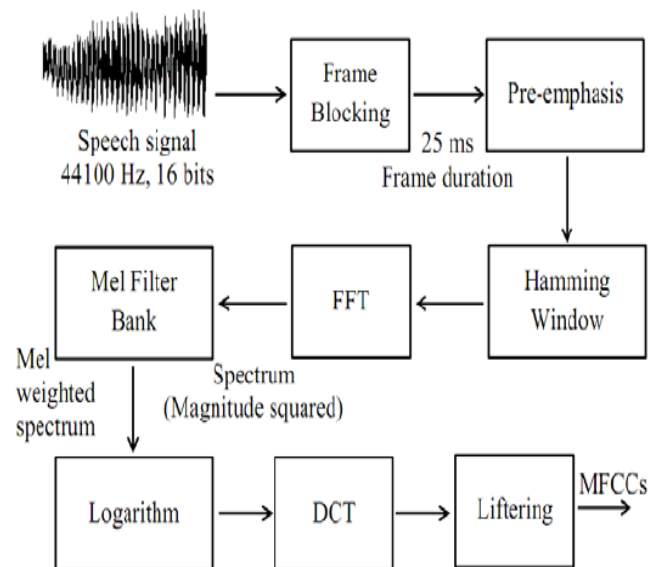 Speech signal
44100 Hz, 16 bits
Frame
Blocking
25 ms
Frame duration
Pre-emphasis
Hamming
Window
FFT
Spectrum
(Magnitude squared)
Mel Filter
Bank
Mel
weighted
spectrum
Logarithm
DCT
Liftering
MFCCs